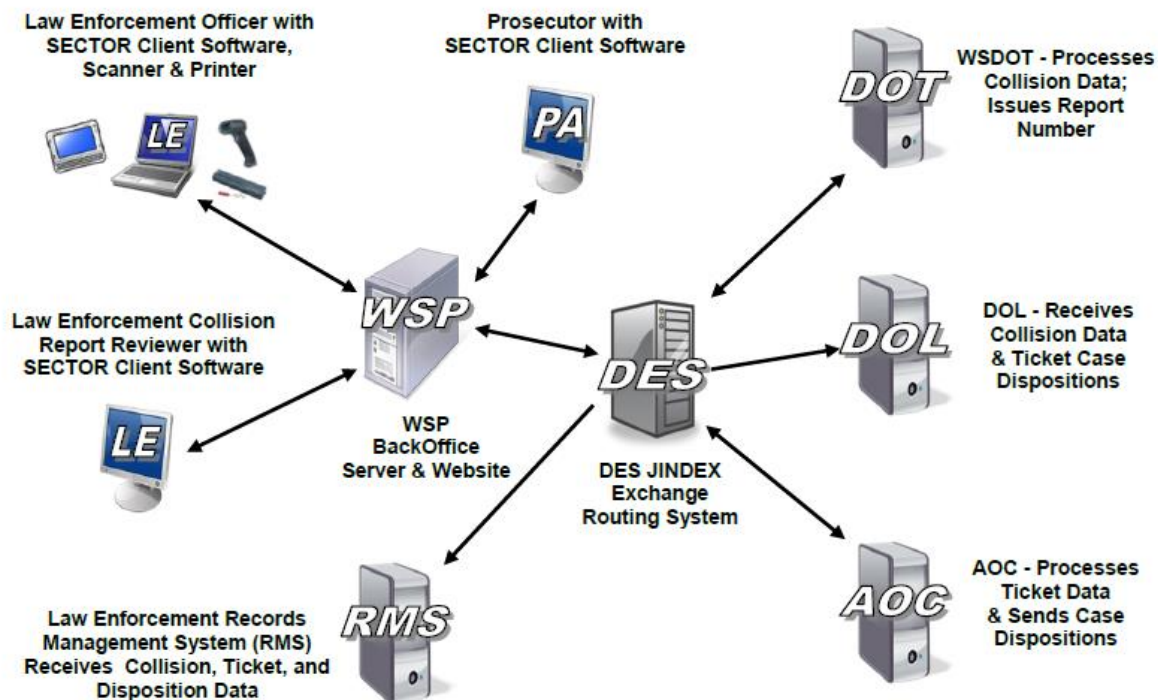 Law Enforcement Officer with
SECTOR Client Software,
Scanner & Printer
LE
Prosecutor with
SECTOR Client Software
PA
DOT
WSDOT - Processes
Collision Data;
Issues Report
Number
WSP
WSP
BackOffice
Server & Website
Law Enforcement Collision
Report Reviewer with
SECTOR Client Software
LE
DES
DES JINDEX
Exchange
Routing System
DOL
DOL - Receives
Collision Data
& Ticket Case
Dispositions
Law Enforcement Records
Management System (RMS)
Receives Collision, Ticket, and
Disposition Data
RMS
AOC
AOC - Processes
Ticket Data
& Sends Case
Dispositions